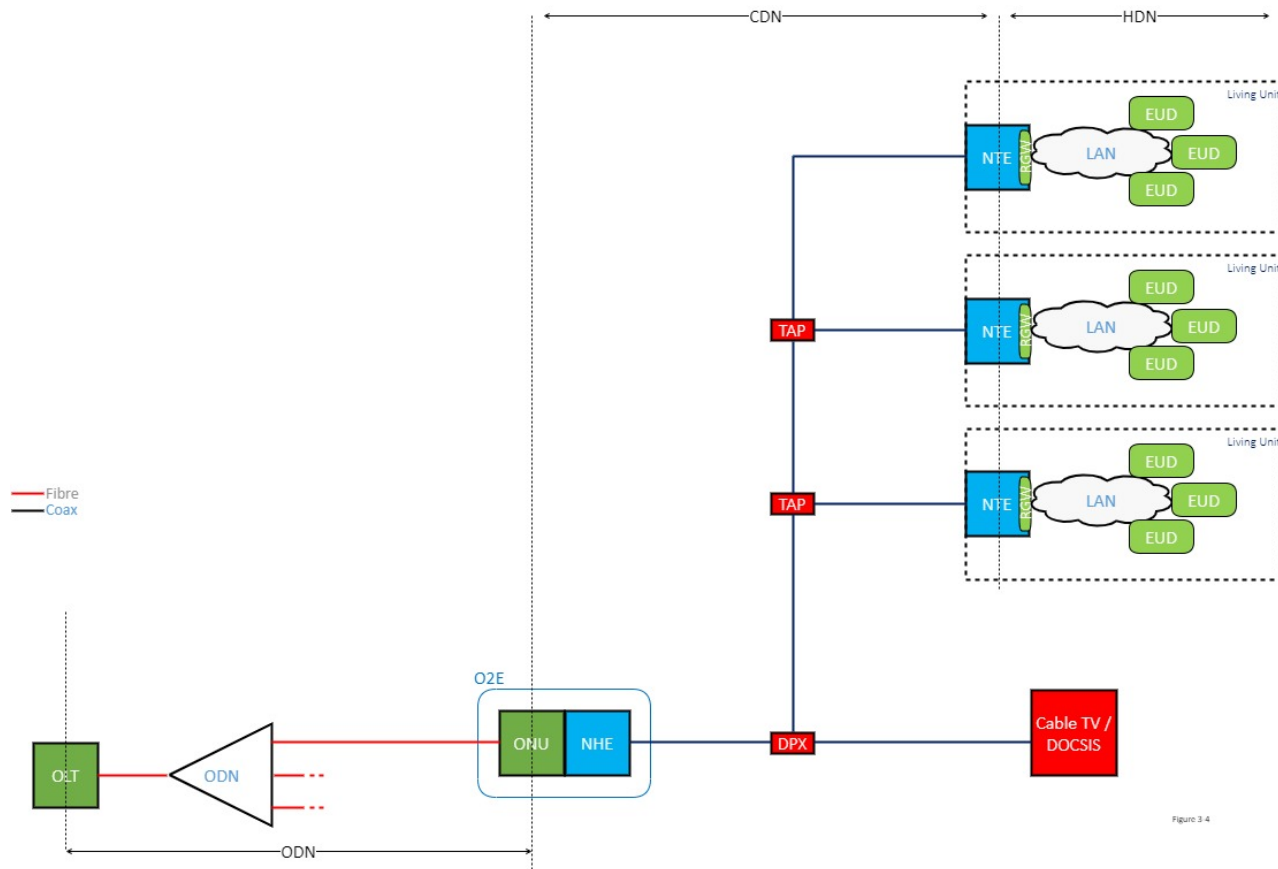 CDN
HDN
Living Unit
EUD
NTE
RGW
LAN
EUD
EUD
Living Unit
EUD
TAP
NTE
RGW
LAN
EUD
EUD
Living Unit
EUD
Fibre
Coax
TAP
NTE
RGW
LAN
EUD
EUD
O2E
OLT
ODN
ONU
NHE
DPX
Cable TV /
DOCSIS
Figure 3-4
ODN